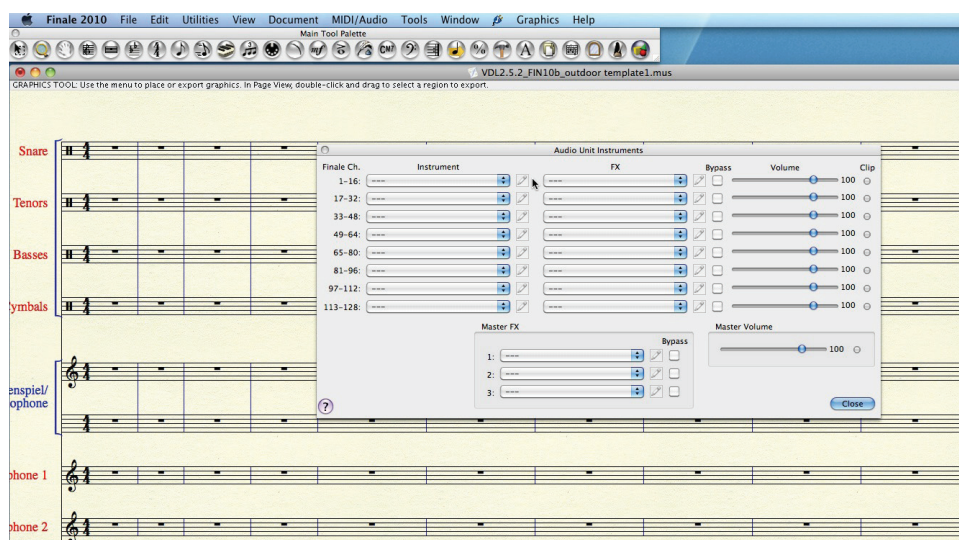 Finale 2010 File Edit Utilities View Document MIDI/Audio Tools Window Graphics Help
Main Tool Palette
CM7
VDL2.5.2_FIN10b_outdoor template1.mus
GRAPHICS TOOL: Use the menu to place or export graphics. In Page View, double-click and drag to select a region to export.
Snare
Tenors
Basses
ymbals
enspiel/
ophone
phone 1
phone 2
Audio Unit Instruments
Finale Ch. Instrument FX Bypass Volume Clip
1-16: --- --- 100
17-32: --- --- 100
33-48: --- --- 100
49-64: --- --- 100
65-80: --- --- 100
81-96: --- --- 100
97-112: --- --- 100
113-128: --- --- 100
Master FX Master Volume
Bypass
100
1: ---
2: ---
3: ---
? Close